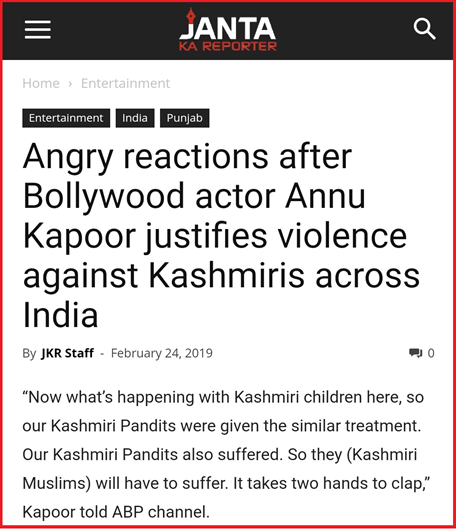 JANTA
KA REPORTER
Home › Entertainment
Entertainment India Punjab
Angry reactions after
Bollywood actor Annu
Kapoor justifies violence
against Kashmiris across
India
By JKR Staff - February 24, 2019 0
“Now what’s happening with Kashmiri children here, so
our Kashmiri Pandits were given the similar treatment.
Our Kashmiri Pandits also suffered. So they (Kashmiri
Muslims) will have to suffer. It takes two hands to clap,”
Kapoor told ABP channel.